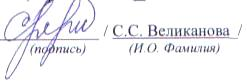 / С.С. Великанова /
(подпись) (И.О. Фамилия)